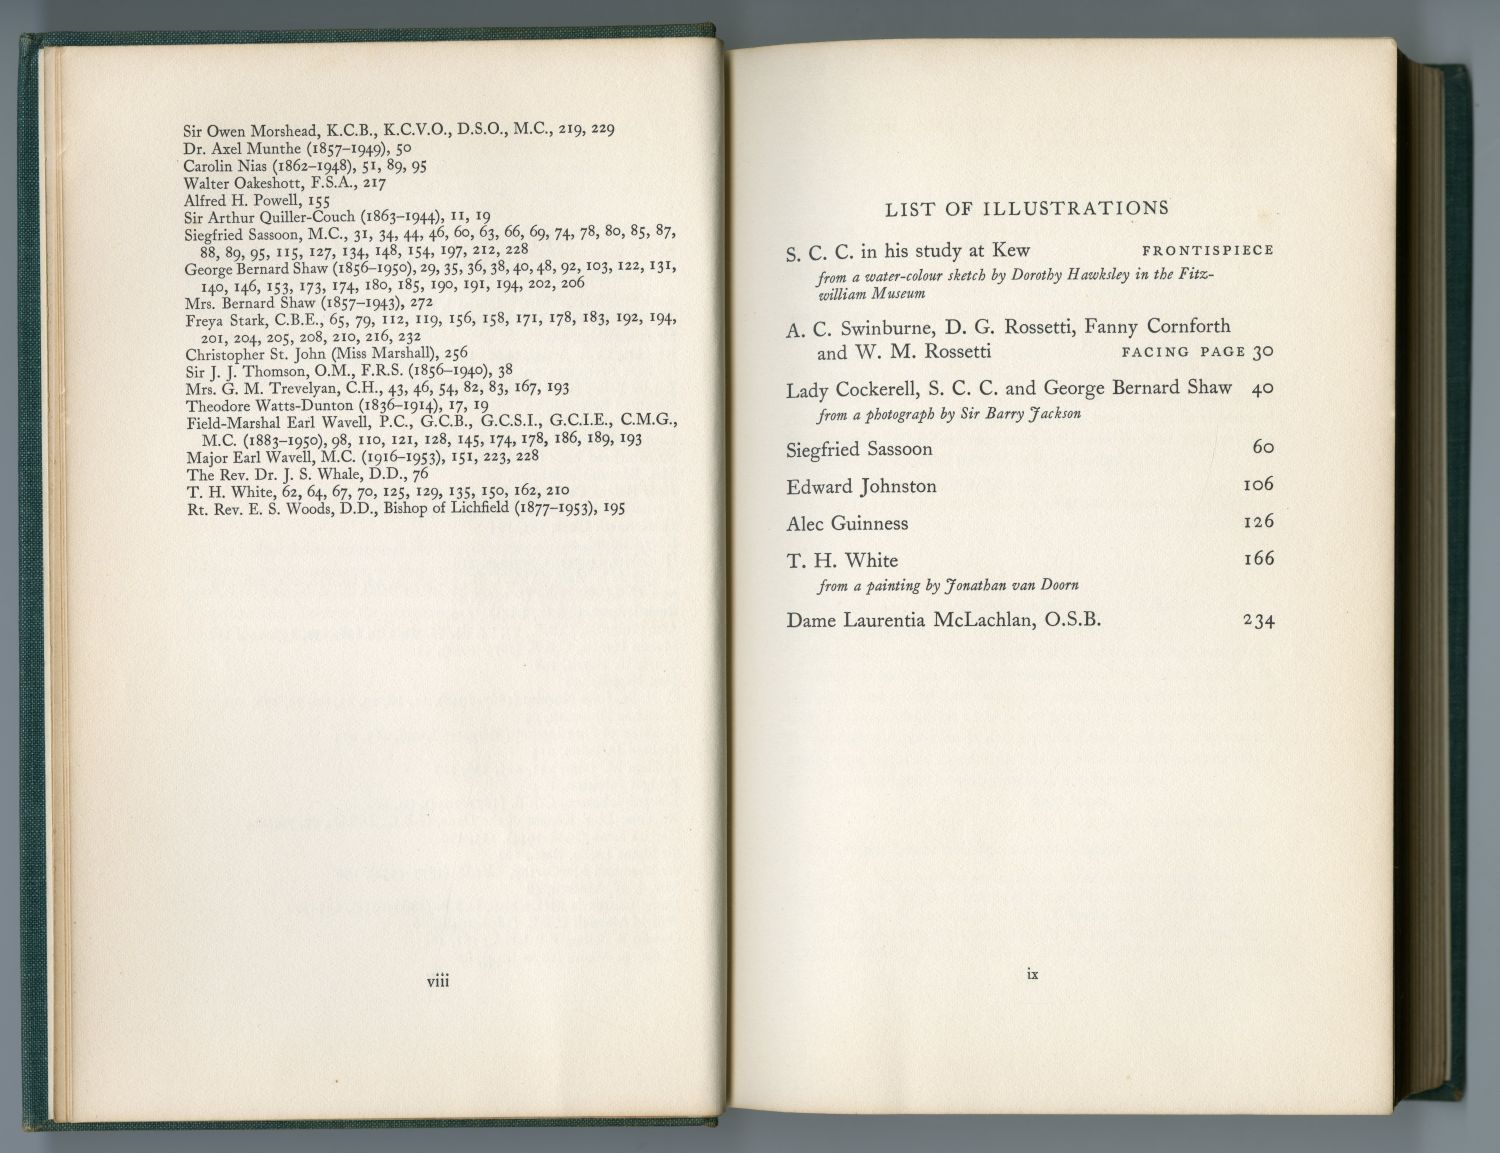 Sir Owen Morshead, K.C.B., K.C.V.O., D.S.O., M.C., 219, 229
Dr. Axel Munthe (1857–1949), 50
Carolin Nias (1862–1948), 51, 89, 95
Walter Oakeshott, F.S.A., 217
Alfred H. Powell, 155
Sir Arthur Quiller-Couch (1863–1944), 11, 19
Siegfried Sassoon, M.C., 31, 34, 44, 46, 60, 63, 66, 69, 74, 78, 80, 85, 87,
88, 89, 95, 115, 127, 134, 148, 154, 197, 212, 228
George Bernard Shaw (1856–1950), 29, 35, 36, 38, 40, 48, 92, 103, 122, 131,
140, 146, 153, 173, 174, 180, 185, 190, 191, 194, 202, 206
Mrs. Bernard Shaw (1857–1943), 272
Freya Stark, C.B.E., 65, 79, 112, 119, 156, 158, 171, 178, 183, 192, 194,
201, 204, 205, 208, 210, 216, 232
Christopher St. John (Miss Marshall), 256
Sir J. J. Thomson, O.M., F.R.S. (1856–1940), 38
Mrs. G. M. Trevelyan, C.H., 43, 46, 54, 82, 83, 167, 193
Theodore Watts-Dunton (1836–1914), 17, 19
Field-Marshal Earl Wavell, P.C., G.C.B., G.C.S.I., G.C.I.E., C.M.G.,
M.C. (1883–1950), 98, 110, 121, 128, 145, 174, 178, 186, 189, 193
Major Earl Wavell, M.C. (1916–1953), 151, 223, 228
The Rev. Dr. J. S. Whale, D.D., 76
T. H. White, 62, 64, 67, 70, 125, 129, 135, 150, 162, 210
Rt. Rev. E. S. Woods, D.D., Bishop of Lichfield (1877–1953), 195
viii
LIST OF ILLUSTRATIONS
S. C. C. in his study at Kew FRONTISPIECE
from a water-colour sketch by Dorothy Hawksley in the Fitz-
william Museum
A. C. Swinburne, D. G. Rossetti, Fanny Cornforth
and W. M. Rossetti FACING PAGE 30
Lady Cockerell, S. C. C. and George Bernard Shaw 40
from a photograph by Sir Barry Jackson
Siegfried Sassoon 60
Edward Johnston 106
Alec Guinness 126
T. H. White 166
from a painting by Jonathan van Doorn
Dame Laurentia McLachlan, O.S.B. 234
ix